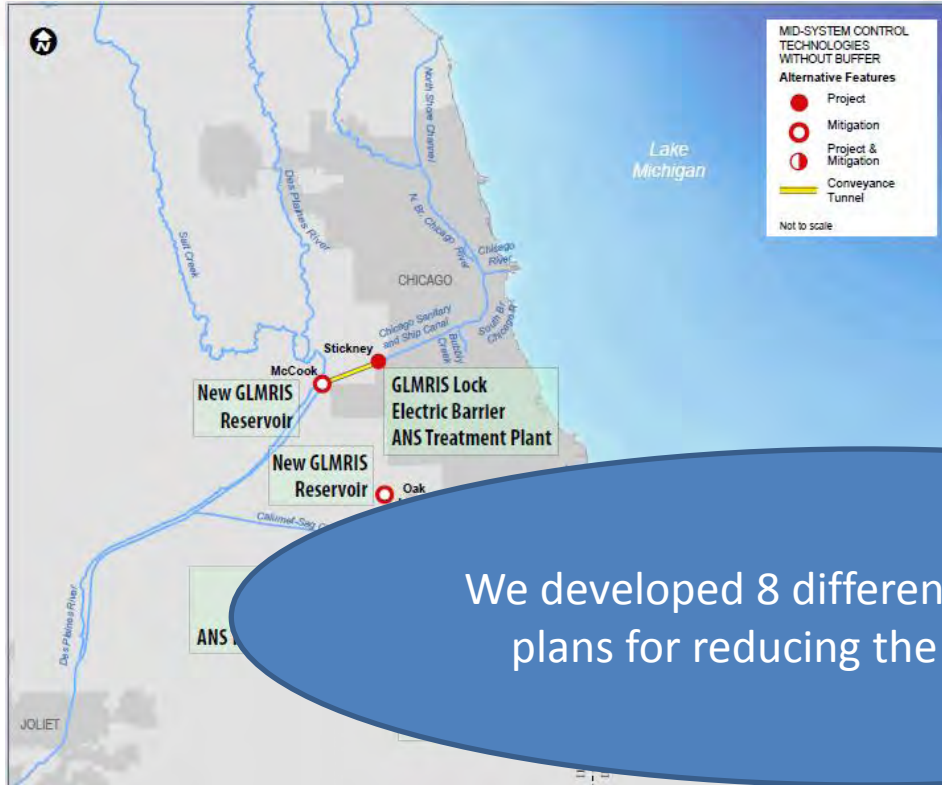 N
MID-SYSTEM CONTROL
TECHNOLOGIES
WITHOUT BUFFER
Alternative Features
Project
Mitigation
Project &
Mitigation
Conveyance
Tunnel
Not to scale
Lake
Michigan
North Shore Channel
Des Plaines River
Salt Creek
N. Br. Chicago River
Chicago
River
CHICAGO
Chicago Sanitary
and Ship Canal
Bubbly
Creek
South Br.
Chicago R.
Stickney
McCook
New GLMRIS
Reservoir
GLMRIS Lock
Electric Barrier
ANS Treatment Plant
New GLMRIS
Reservoir
Oak
Calumet-Sag
ANS
Des Plaines River
JOLIET
We developed 8 differen
plans for reducing the